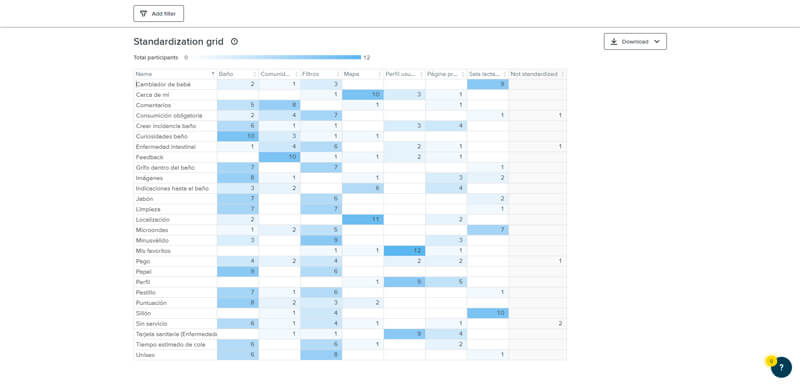 Add filter
Standardization grid
Download
Total participants 0 12
Name Baño Comunid... Filtros Mapa Perfil usu... Página pr... Sala lacta... Not standardized
Cambiador de bebé 2 1 3 9
Cerca de mí 1 10 3 1
Comentarios 5 8 1 1
Consumición obligatoria 2 4 7 1 1
Crear incidencia baño 6 1 1 3 4
Curiosidades baño 10 3 1 1
Enfermedad intestinal 1 4 6 2 1 1
Feedback 10 1 1 2 1
Grifo dentro del baño 7 7 1
Imágenes 8 1 1 3 2
Indicaciones hasta el baño 3 2 6 4
Jabón 7 6 2
Limpieza 7 7 1
Localización 2 11 2
Microondas 1 2 5 7
Minusválido 3 9 3
Mis favoritos 1 1 12 1
Pago 4 2 4 2 2 1
Papel 9 6
Perfil 1 9 5
Pestillo 7 1 6 1
Puntuación 8 2 3 2
Sillón 1 4 10
Sin servicio 6 1 4 1 1 2
Tarjeta sanitaria (Enfermedad 1 1 9 4
Tiempo estimado de cola 6 6 1 2
Unisex 6 8 1
?